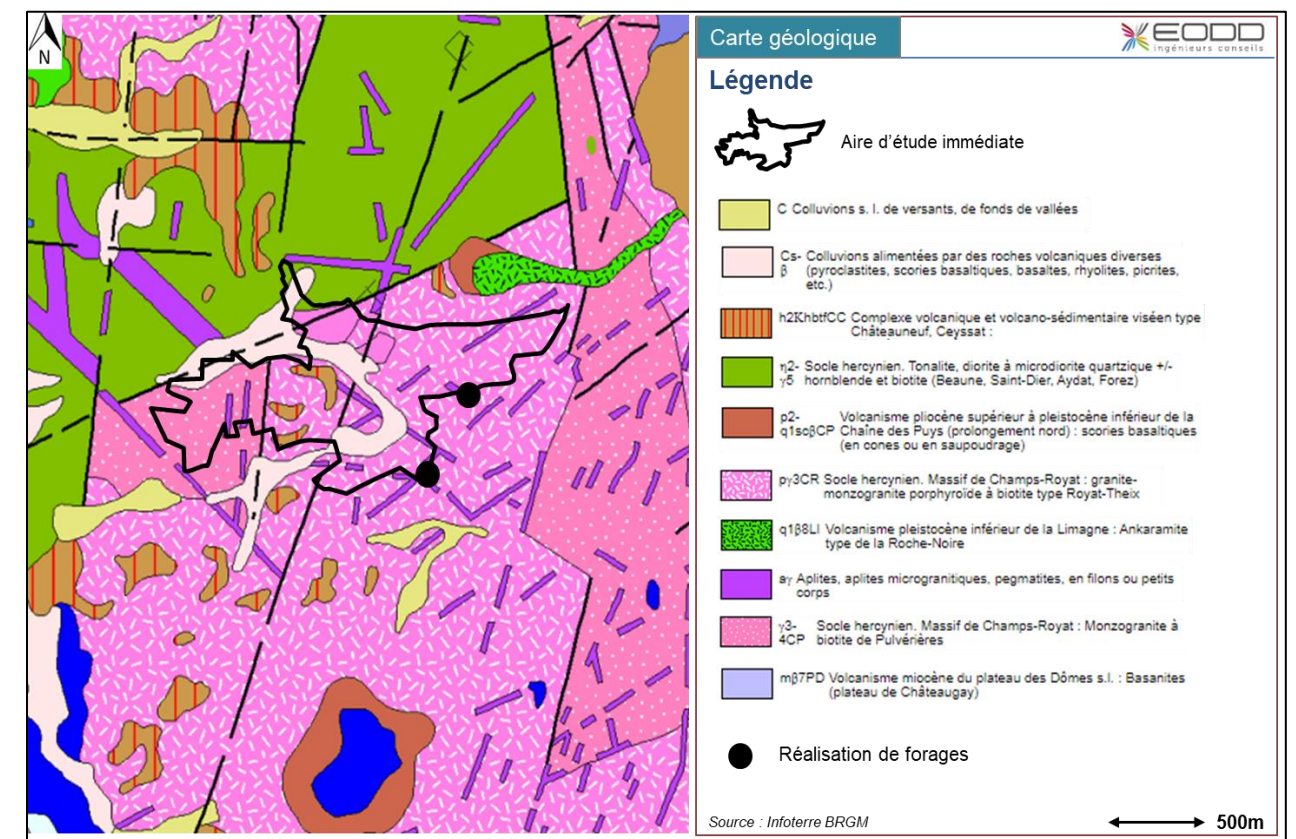 N
Carte géologique
EODD
ingénieurs conseils
Légende
Aire d'étude immédiate
C Colluvions s. l. de versants, de fonds de vallées
Cs- Colluvions alimentées par des roches volcaniques diverses
β (pyroclastites, scories basaltiques, basaltes, rhyolites, picrites,
etc.)
h2KhbtfCC Complexe volcanique et volcano-sédimentaire viséen type
Châteauneuf, Ceyssat :
η2- Socle hercynien. Tonalite, diorite à microdiorite quartzique +/-
γ5 hornblende et biotite (Beaune, Saint-Dier, Aydat, Forez)
p2- Volcanisme pliocène supérieur à pleistocène inférieur de la
q1scβCP Chaîne des Puys (prolongement nord) : scories basaltiques
(en cones ou en saupoudrage)
pγ3CR Socle hercynien. Massif de Champs-Royat : granite-
monzogranite porphyroïde à biotite type Royat-Theix
q1β8LI Volcanisme pleistocène inférieur de la Limagne : Ankaramite
type de la Roche-Noire
aγ Aplites, aplites microgranitiques, pegmatites, en filons ou petits
corps
γ3- Socle hercynien. Massif de Champs-Royat : Monzogranite à
4CP biotite de Pulvérières
mβ7PD Volcanisme miocène du plateau des Dômes s.l. : Basanites
(plateau de Châteaugay)
Réalisation de forages
Source : Infoterre BRGM
500m